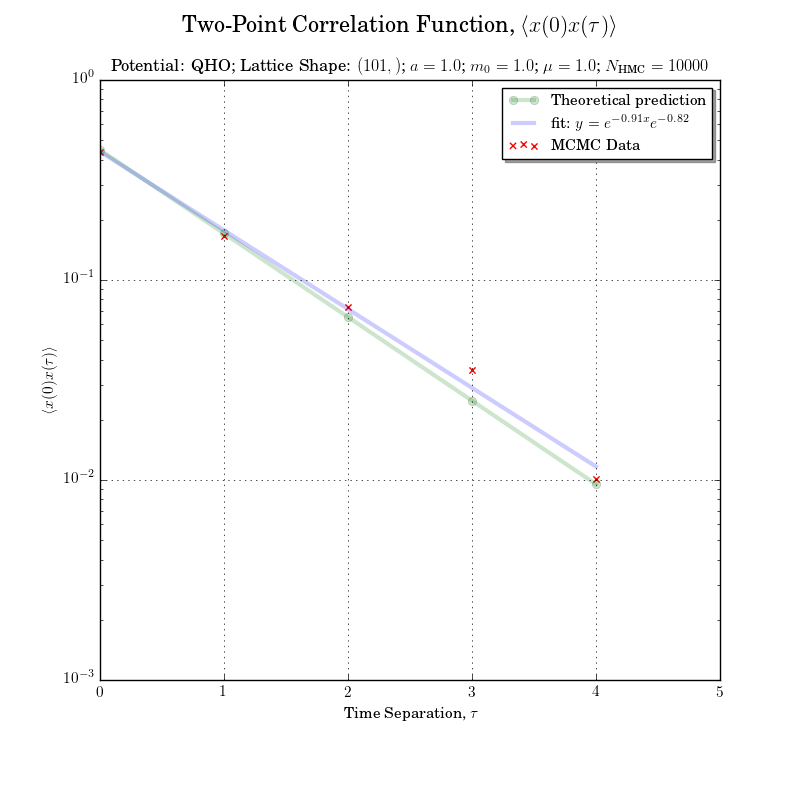 Two-Point Correlation Function, ⟨x(0)x(τ)⟩
Potential: QHO; Lattice Shape: (101, ); a = 1.0; m₀ = 1.0; μ = 1.0; N_HMC = 10000
Theoretical prediction
fit: y = e^{−0.91x}e^{−0.82}
MCMC Data
10⁰
10⁻¹
10⁻²
10⁻³
⟨x(0)x(τ)⟩
0 1 2 3 4 5
Time Separation, τ